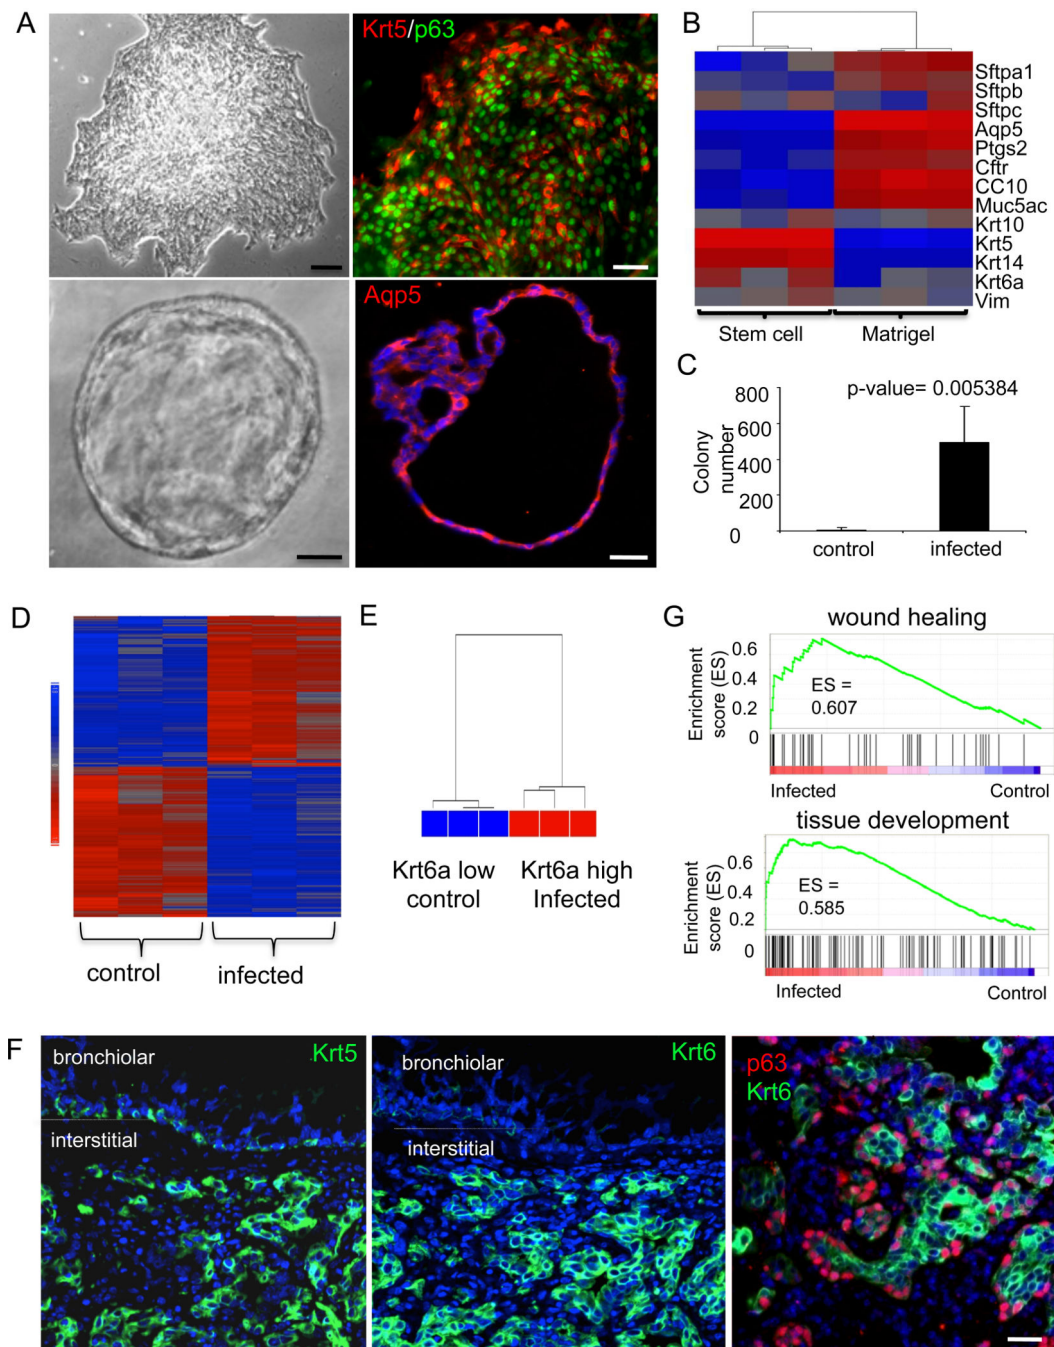 A
Krt5/p63
Aqp5
B
Sftpa1
Sftpb
Sftpc
Aqp5
Ptgs2
Cftr
CC10
Muc5ac
Krt10
Krt5
Krt14
Krt6a
Vim
Stem cell Matrigel
C
p-value= 0.005384
Colony
number
800
600
400
200
0
control infected
D
control infected
E
Krt6a low
control
Krt6a high
Infected
G
wound healing
Enrichment
score (ES)
0.6
0.4
0.2
0
ES =
0.607
Infected Control
tissue development
Enrichment
score (ES)
0.6
0.4
0.2
0
ES =
0.585
Infected Control
F
bronchiolar
Krt5
interstitial
bronchiolar
Krt6
interstitial
p63
Krt6